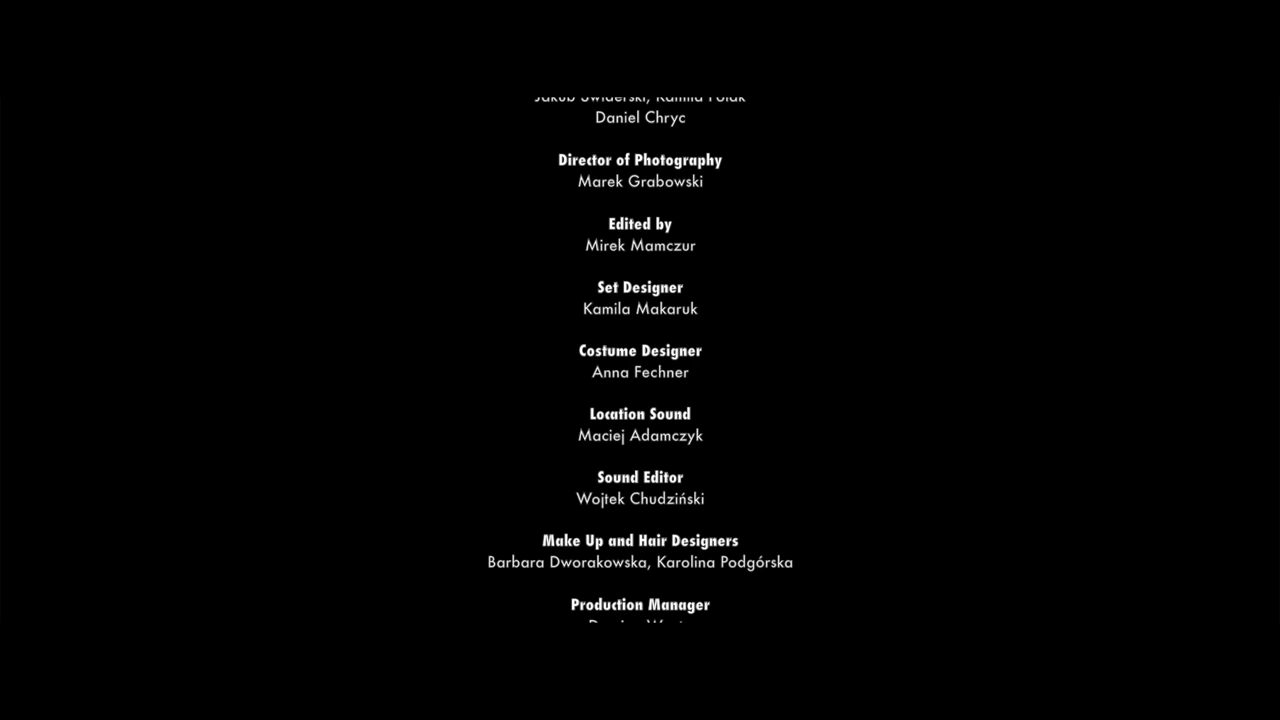 Daniel Chryc
Director of Photography
Marek Grabowski
Edited by
Mirek Mamczur
Set Designer
Kamila Makaruk
Costume Designer
Anna Fechner
Location Sound
Maciej Adamczyk
Sound Editor
Wojtek Chudziński
Make Up and Hair Designers
Barbara Dworakowska, Karolina Podgórska
Production Manager